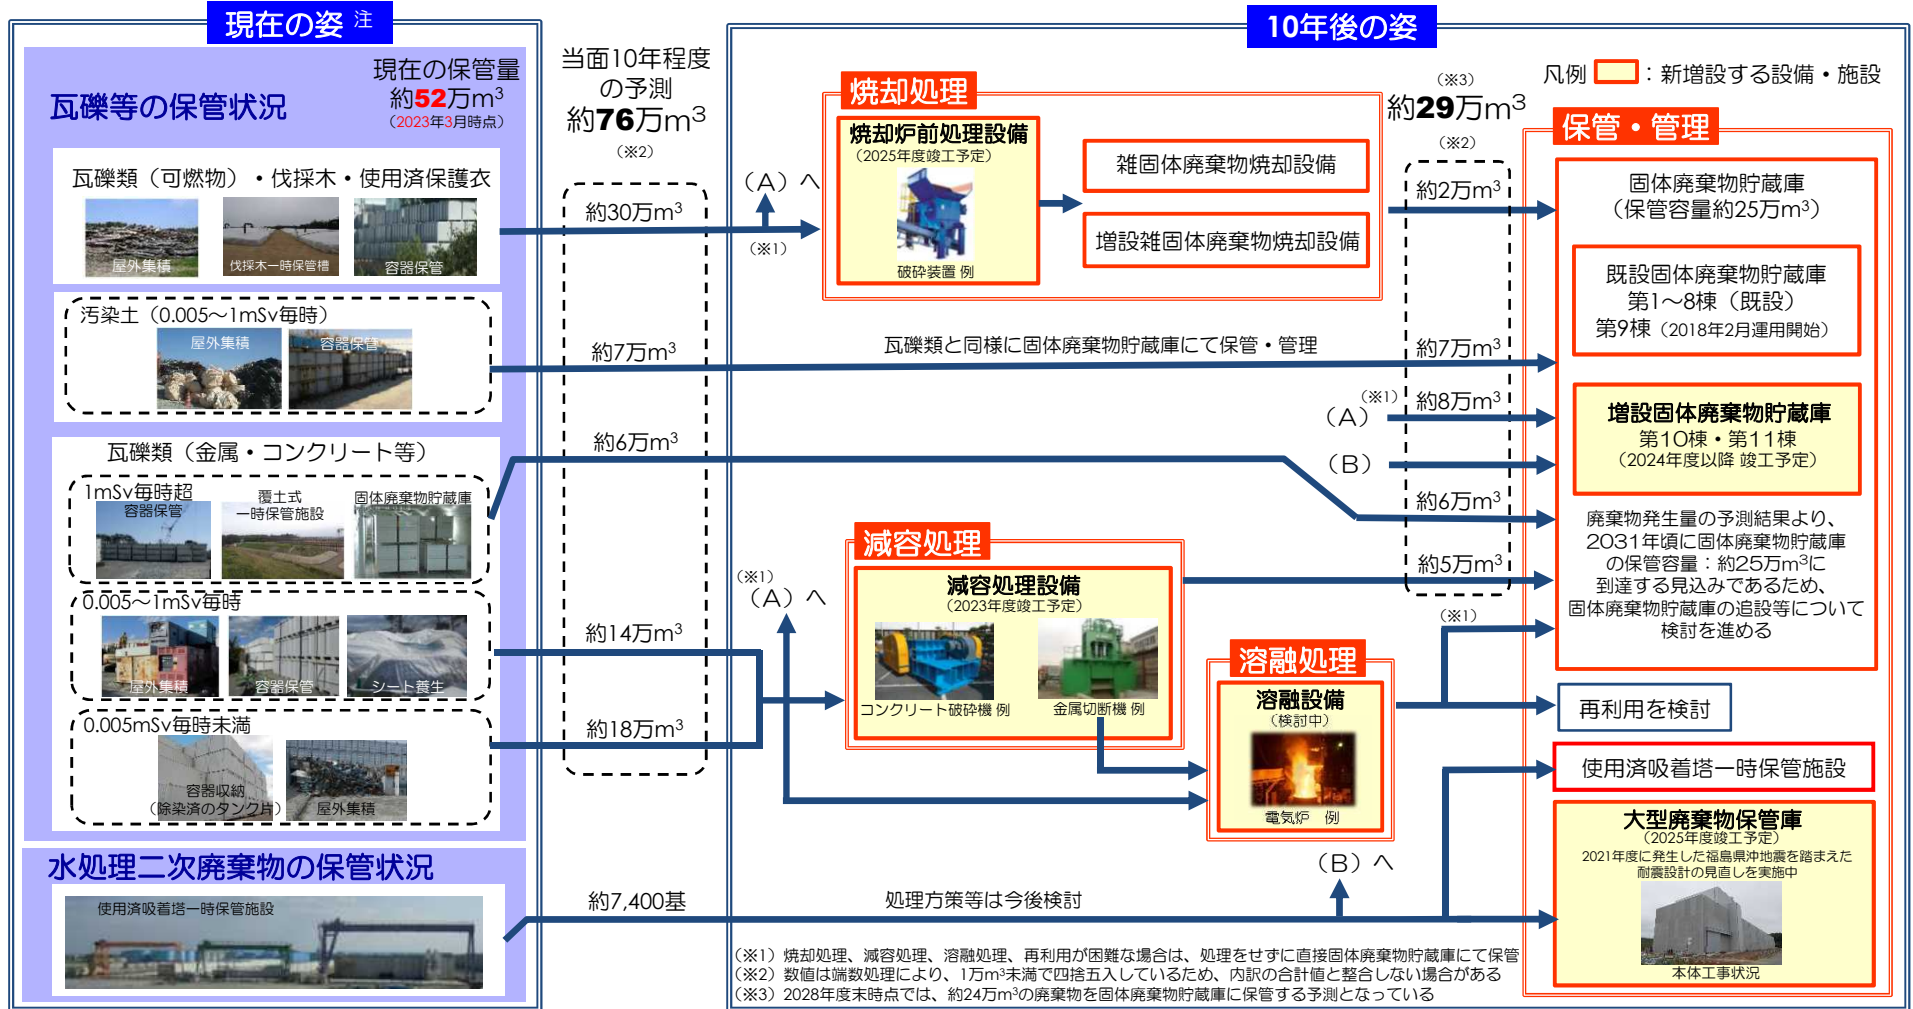 現在の姿 注
瓦礫等の保管状況
現在の保管量
約52万m³
（2023年3月時点）
瓦礫類（可燃物）・伐採木・使用済保護衣
屋外集積
伐採木一時保管槽
容器保管
汚染土（0.005～1mSv毎時）
屋外集積
容器保管
瓦礫類（金属・コンクリート等）
1mSv毎時超
容器保管
覆土式
一時保管施設
固体廃棄物貯蔵庫
0.005～1mSv毎時
屋外集積
容器保管
シート養生
0.005mSv毎時未満
容器収納
（除染済のタンク片）
屋外集積
水処理二次廃棄物の保管状況
使用済吸着塔一時保管施設
当面10年程度
の予測
約76万m³
（※2）
約30万m³
約7万m³
約6万m³
約14万m³
約18万m³
約7,400基
10年後の姿
凡例 ：新増設する設備・施設
（A）へ
（※1）
焼却処理
焼却炉前処理設備
（2025年度竣工予定）
破砕装置 例
雑固体廃棄物焼却設備
増設雑固体廃棄物焼却設備
瓦礫類と同様に固体廃棄物貯蔵庫にて保管・管理
（※1）
（A）へ
減容処理
減容処理設備
（2023年度竣工予定）
コンクリート破砕機 例
金属切断機 例
溶融処理
溶融設備
（検討中）
電気炉 例
（B）へ
処理方策等は今後検討
（※3）
約29万m³
（※2）
約2万m³
約7万m³
（A）
（※1）
約8万m³
（B）
約6万m³
約5万m³
（※1）
保管・管理
固体廃棄物貯蔵庫
（保管容量約25万m³）
既設固体廃棄物貯蔵庫
第1～8棟（既設）
第9棟（2018年2月運用開始）
増設固体廃棄物貯蔵庫
第10棟・第11棟
（2024年度以降 竣工予定）
廃棄物発生量の予測結果より、
2031年頃に固体廃棄物貯蔵庫
の保管容量：約25万m³に
到達する見込みであるため、
固体廃棄物貯蔵庫の追設等について
検討を進める
再利用を検討
使用済吸着塔一時保管施設
大型廃棄物保管庫
（2025年度竣工予定）
2021年度に発生した福島県沖地震を踏まえた
耐震設計の見直しを実施中
本体工事状況
（※1）焼却処理、減容処理、溶融処理、再利用が困難な場合は、処理をせずに直接固体廃棄物貯蔵庫にて保管
（※2）数値は端数処理により、1万m³未満で四捨五入しているため、内訳の合計値と整合しない場合がある
（※3）2028年度末時点では、約24万m³の廃棄物を固体廃棄物貯蔵庫に保管する予測となっている